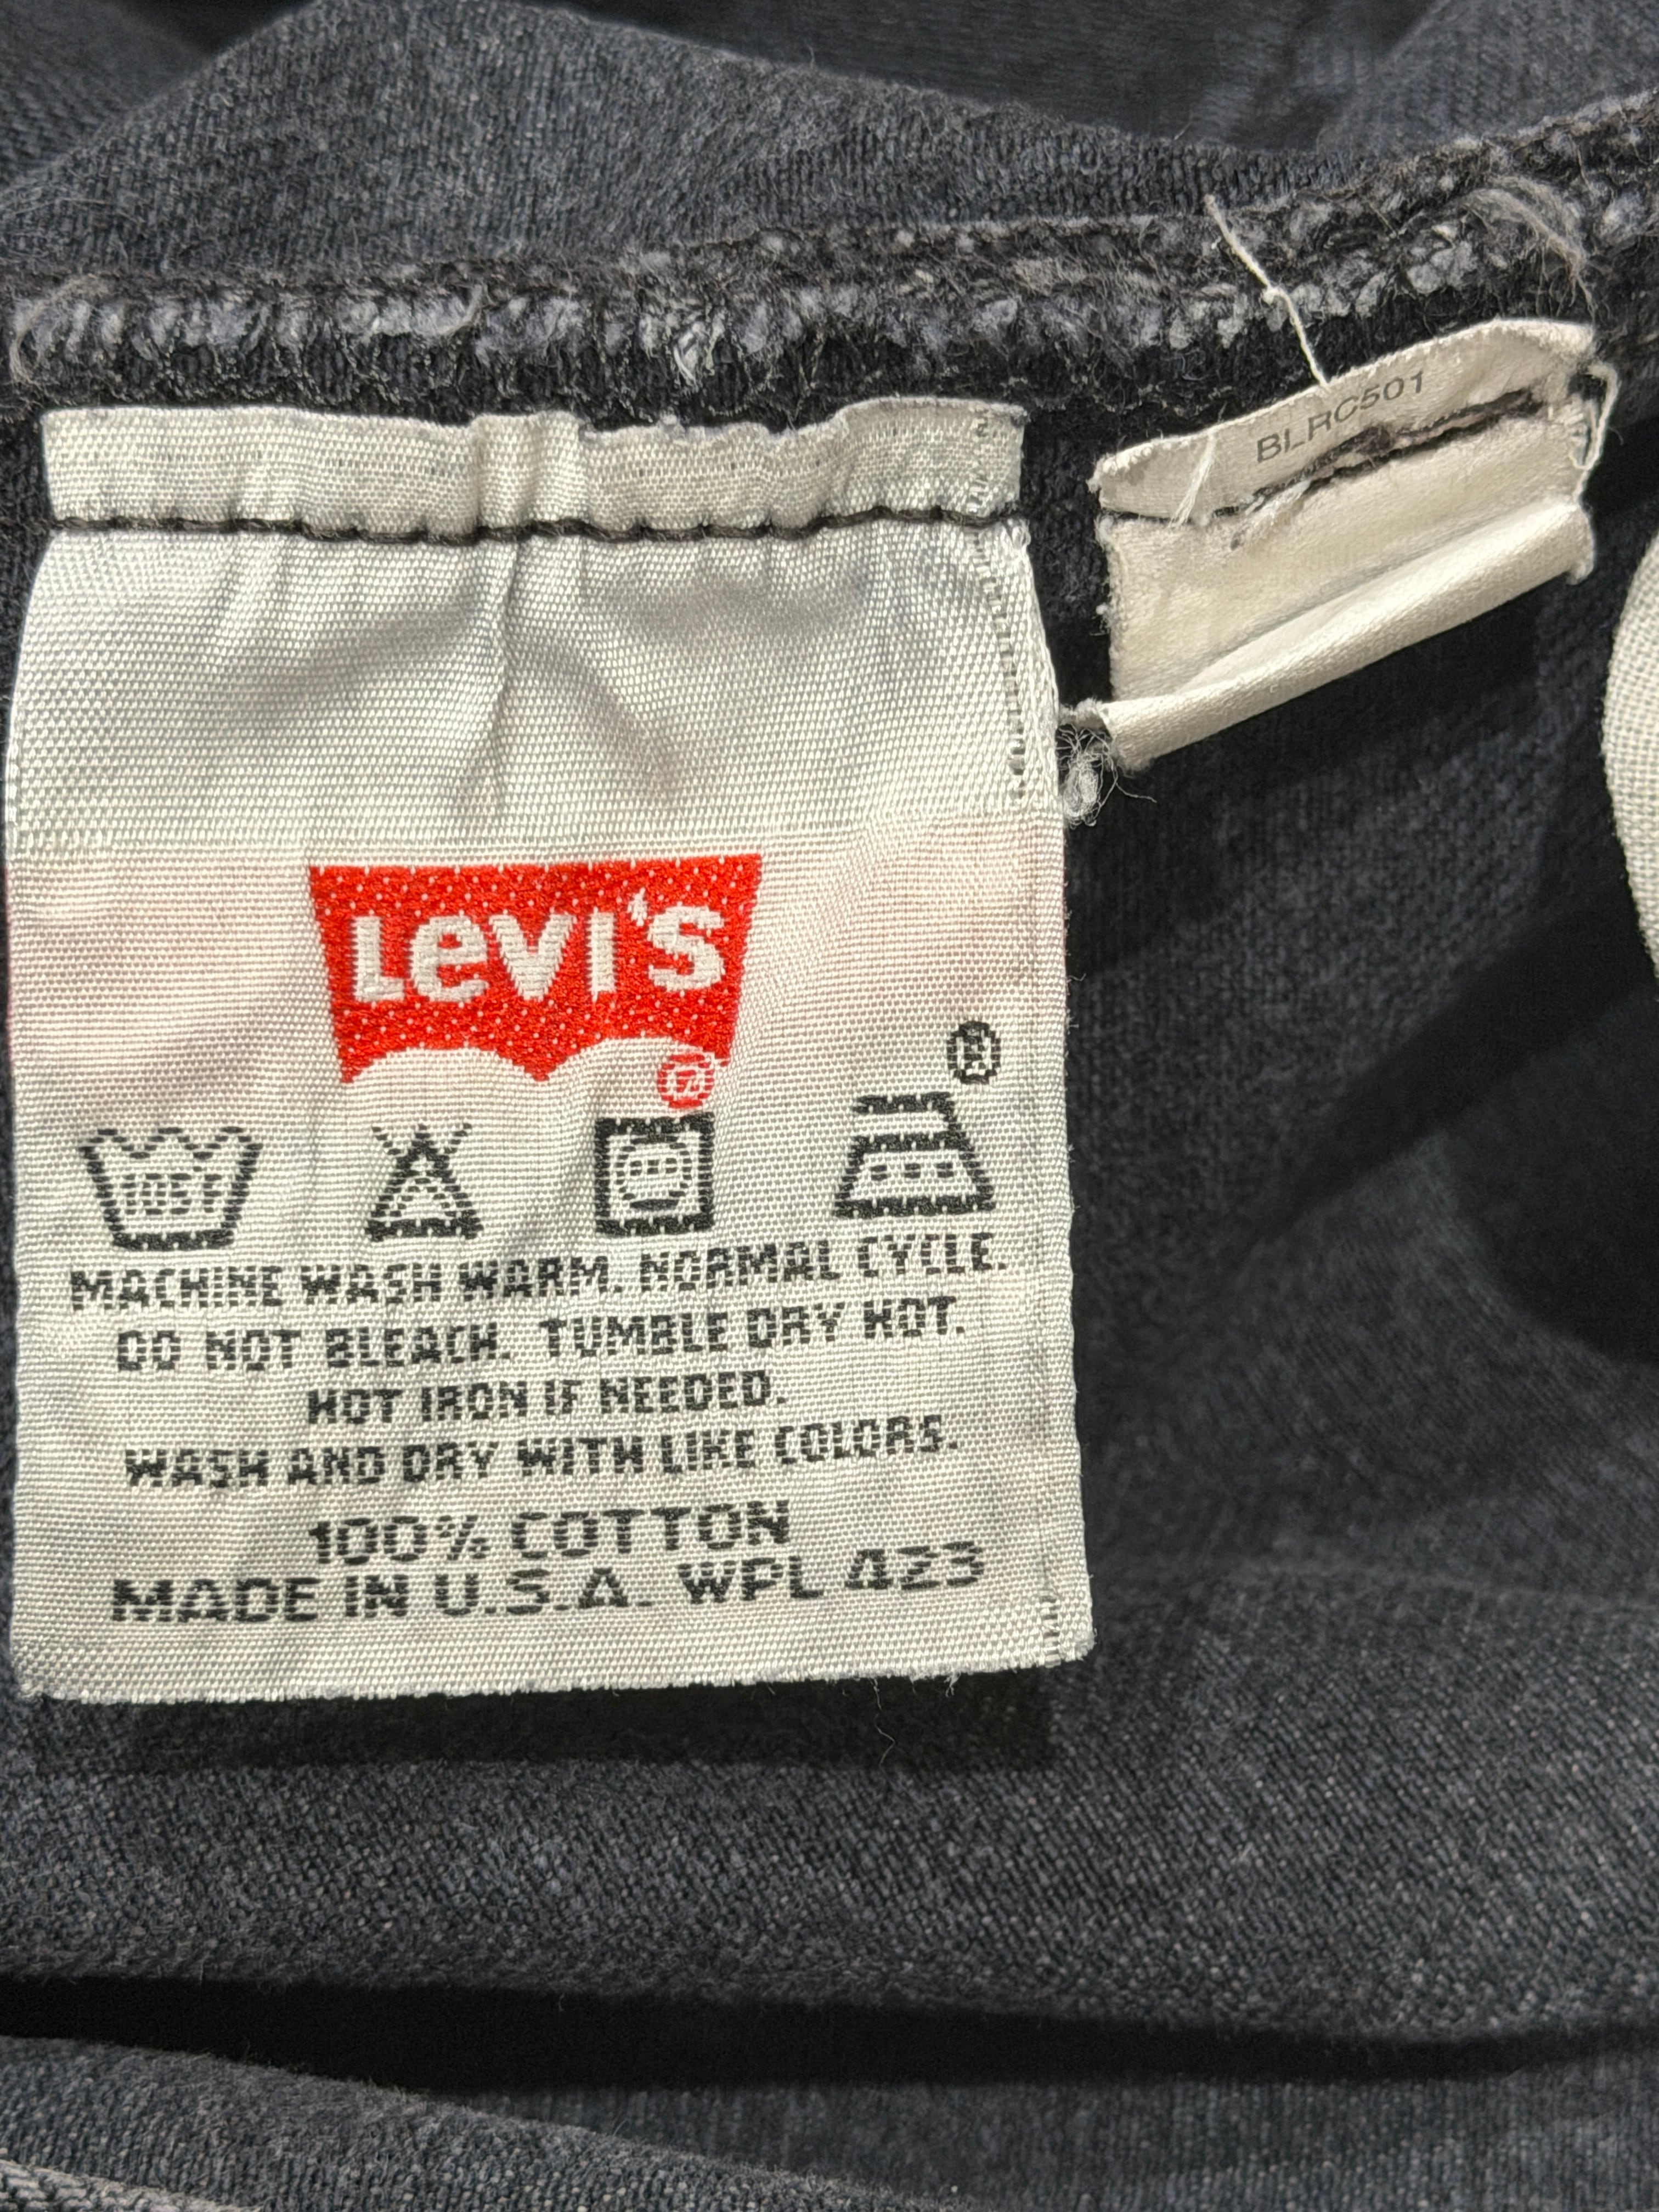 BLRC501
LEVI'S
®
®
105F
MACHINE WASH WARM. NORMAL CYCLE.
DO NOT BLEACH. TUMBLE DRY HOT.
HOT IRON IF NEEDED.
WASH AND DRY WITH LIKE COLORS.
100% COTTON
MADE IN U.S.A. WPL 423